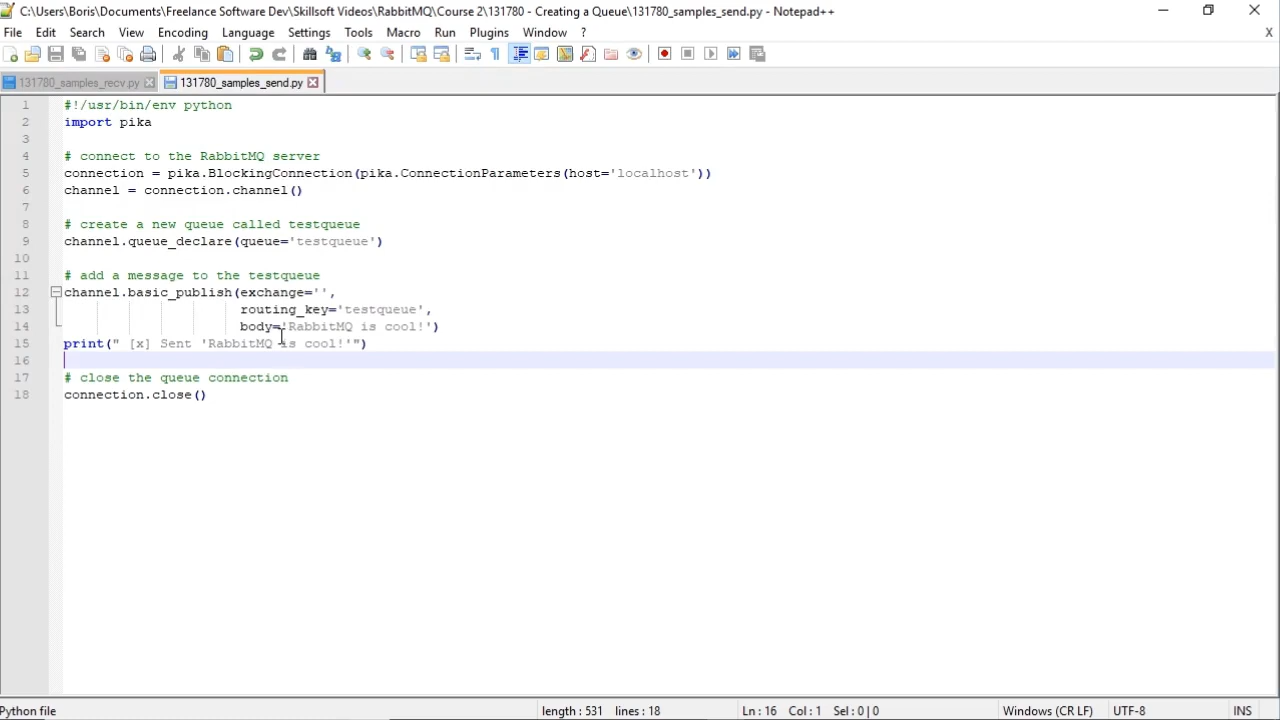 C:\Users\Boris\Documents\Freelance Software Dev\Skillsoft Videos\RabbitMQ\Course 2\131780 - Creating a Queue\131780_samples_send.py - Notepad++
File Edit Search View Encoding Language Settings Tools Macro Run Plugins Window ? X
131780_samples_recv.py 131780_samples_send.py
1 #!/usr/bin/env python
2 import pika
3
4 # connect to the RabbitMQ server
5 connection = pika.BlockingConnection(pika.ConnectionParameters(host='localhost'))
6 channel = connection.channel()
7
8 # create a new queue called testqueue
9 channel.queue_declare(queue='testqueue')
10
11 # add a message to the testqueue
12 channel.basic_publish(exchange='',
13 routing_key='testqueue',
14 body='RabbitMQ is cool!')
15 print(" [x] Sent 'RabbitMQ is cool!'")
16
17 # close the queue connection
18 connection.close()
Python file length : 531 lines : 18 Ln : 16 Col : 1 Sel : 0 | 0 Windows (CR LF) UTF-8 INS